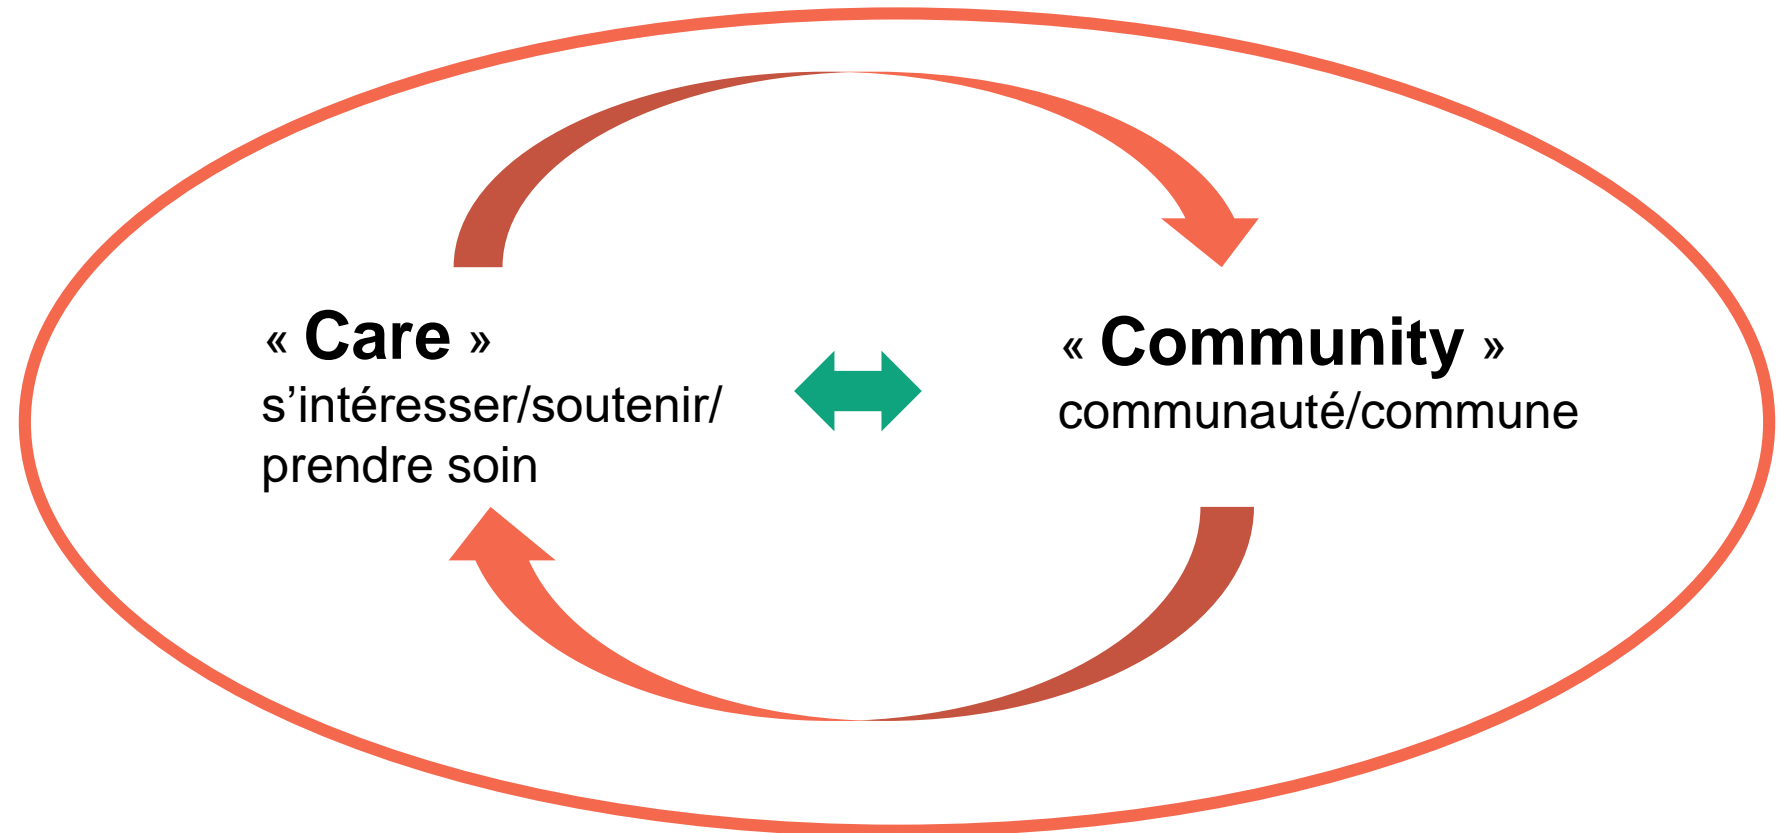 « Care »
s’intéresser/soutenir/
prendre soin
« Community »
communauté/commune